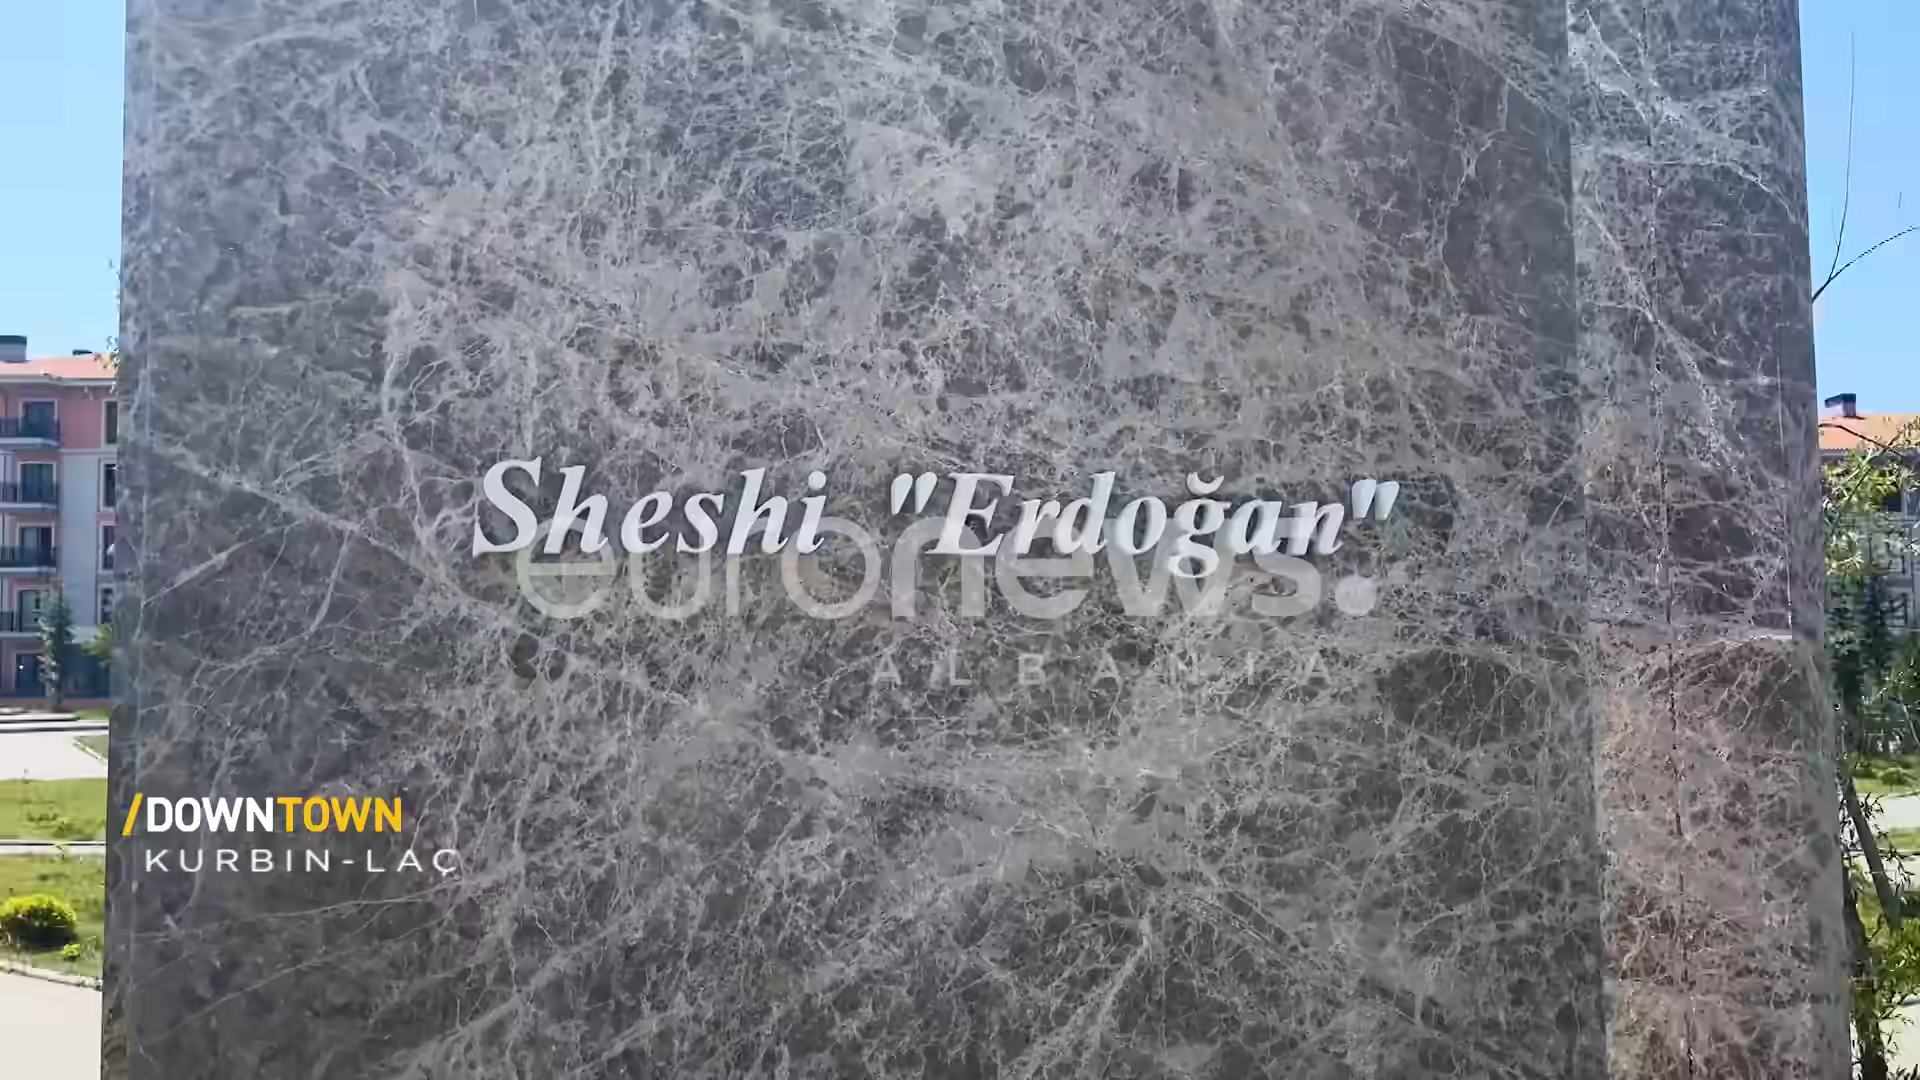 Sheshi "Erdoğan"
euronews.
ALBANIA
/DOWNTOWN
KURBIN-LAÇ